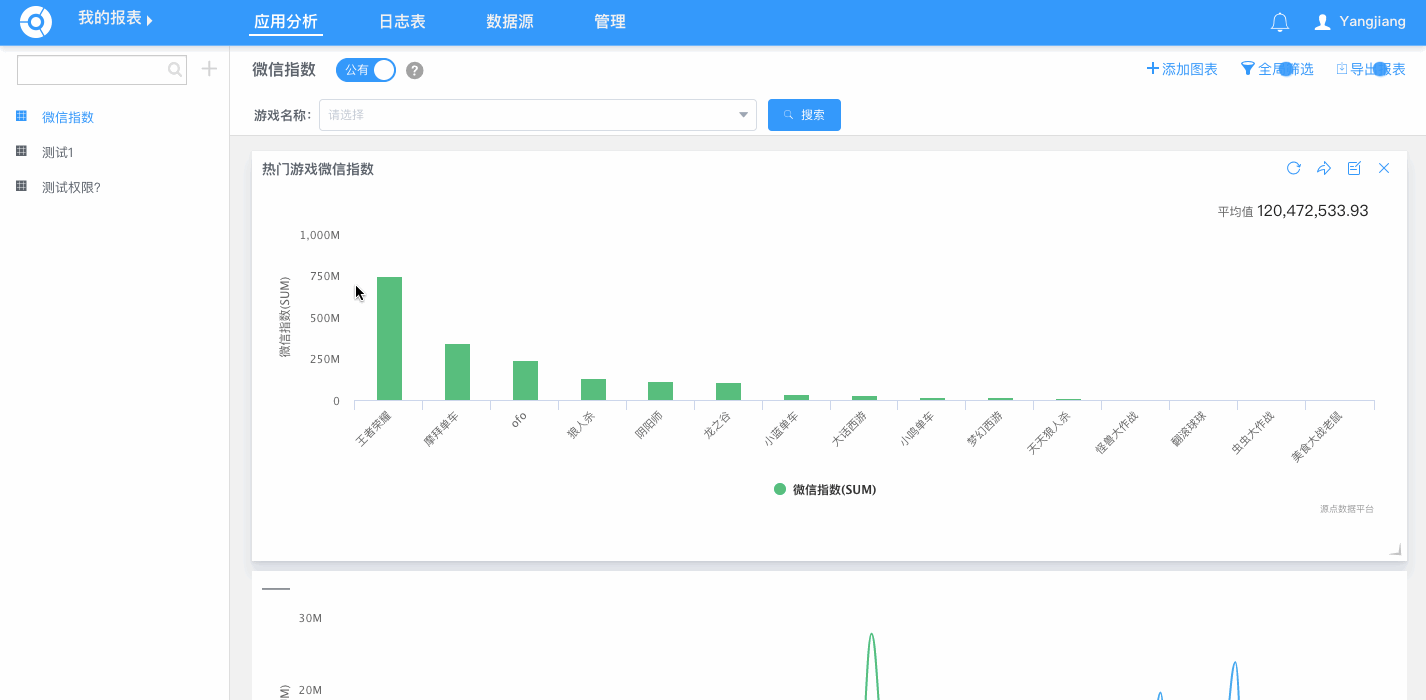 我的报表
应用分析
日志表
数据源
管理
Yangjiang
微信指数
测试1
测试权限?
微信指数
公有
?
添加图表
导出报表
游戏名称:
请选择
搜索
热门游戏微信指数
平均值 120,472,533.93
1,000M
750M
500M
250M
0
微信指数(SUM)
王者荣耀
摩拜单车
ofo
狼人杀
阴阳师
龙之谷
小蓝单车
大话西游
小鸣单车
梦幻西游
天天狼人杀
怪兽大作战
翻滚球球
虫虫大作战
美食大战老鼠
微信指数(SUM)
源点数据平台
30M
20M